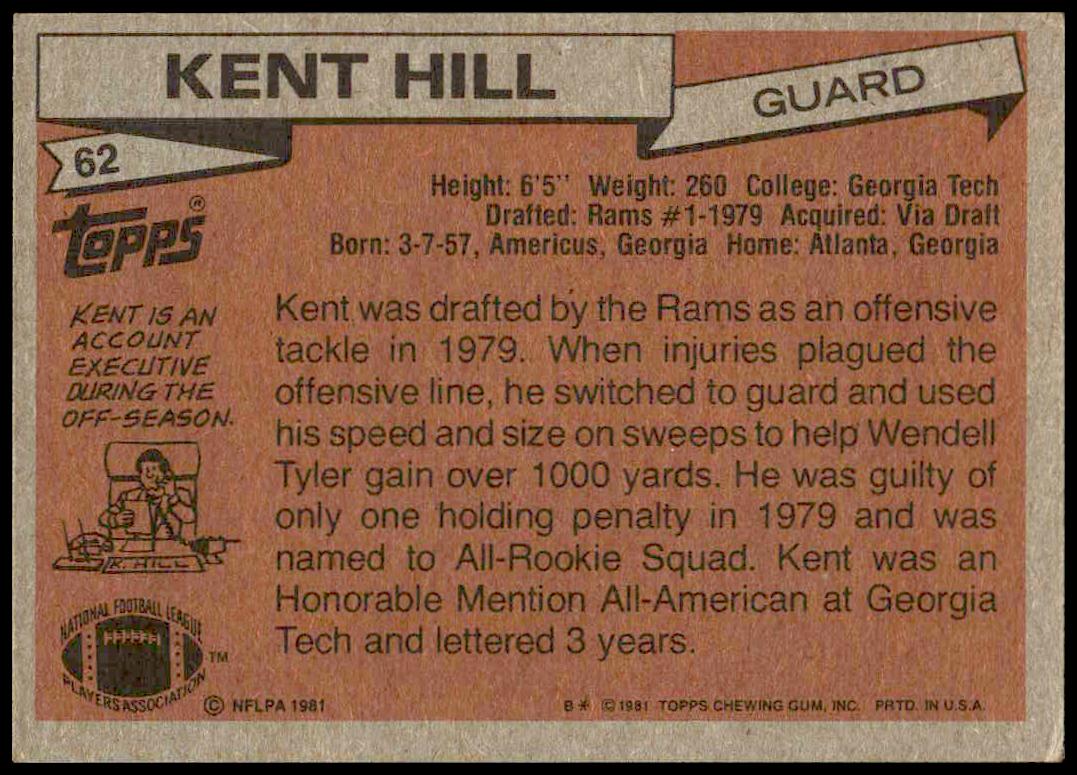 KENT HILL
GUARD
62
Topps®
Height: 6'5" Weight: 260 College: Georgia Tech
Drafted: Rams #1-1979 Acquired: Via Draft
Born: 3-7-57, Americus, Georgia Home: Atlanta, Georgia
KENT IS AN
ACCOUNT
EXECUTIVE
DURING THE
OFF-SEASON.
K. HILL
Kent was drafted by the Rams as an offensive
tackle in 1979. When injuries plagued the
offensive line, he switched to guard and used
his speed and size on sweeps to help Wendell
Tyler gain over 1000 yards. He was guilty of
only one holding penalty in 1979 and was
named to All-Rookie Squad. Kent was an
Honorable Mention All-American at Georgia
Tech and lettered 3 years.
NATIONAL FOOTBALL LEAGUE
PLAYERS ASSOCIATION
TM
© NFLPA 1981
B* © 1981 TOPPS CHEWING GUM, INC. PRTD. IN U.S.A.